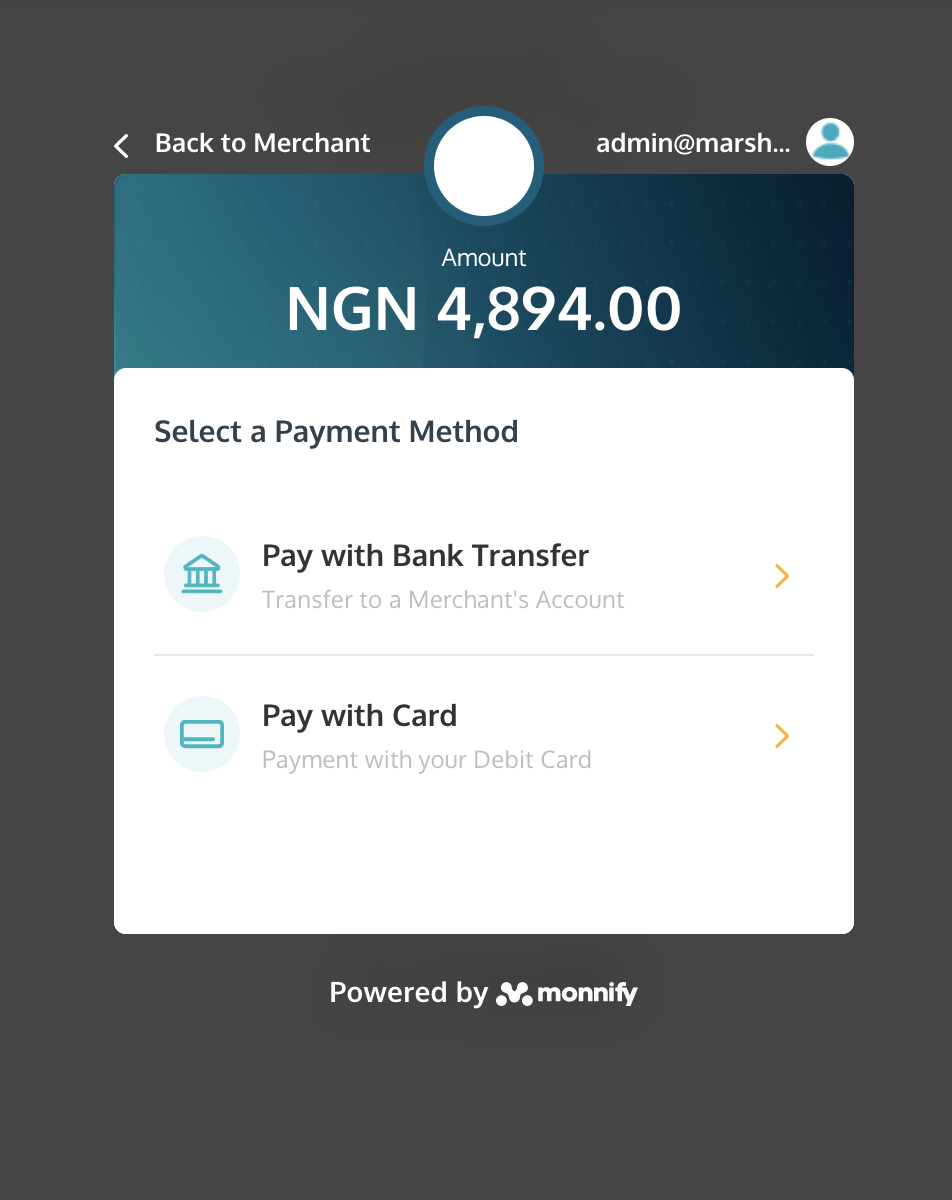 Back to Merchant
admin@marsh...
Amount
NGN 4,894.00
Select a Payment Method
Pay with Bank Transfer
Transfer to a Merchant's Account
Pay with Card
Payment with your Debit Card
Powered by monnify